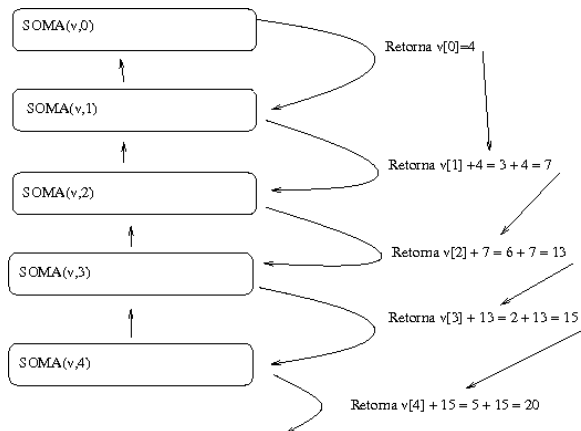 SOMA(v,0)
Retorna v[0]=4
SOMA(v,1)
Retorna v[1] +4 = 3 + 4 = 7
SOMA(v,2)
Retorna v[2] + 7 = 6 + 7 = 13
SOMA(v,3)
Retorna v[3] + 13 = 2 + 13 = 15
SOMA(v,4)
Retorna v[4] + 15 = 5 + 15 = 20